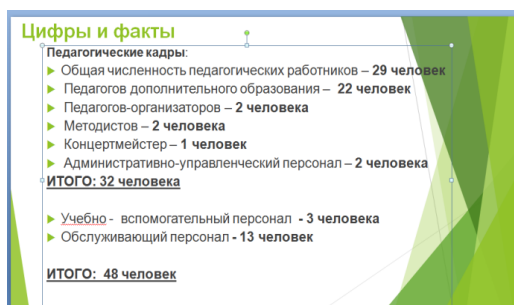 Цифры и факты
Педагогические кадры:
Общая численность педагогических работников – 29 человек
Педагогов дополнительного образования – 22 человек
Педагогов-организаторов – 2 человека
Методистов – 2 человека
Концертмейстер – 1 человек
Административно-управленческий персонал – 2 человека
ИТОГО: 32 человека
Учебно - вспомогательный персонал - 3 человека
Обслуживающий персонал - 13 человек
ИТОГО: 48 человек